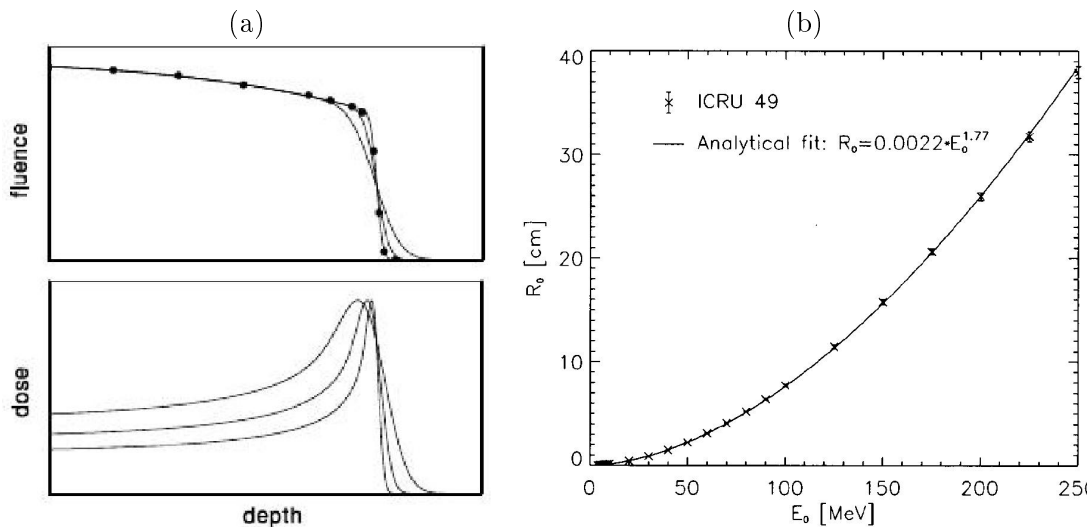 (a)
fluence
dose
depth
(b)
40
30
20
10
0
R₀ [cm]
ICRU 49
Analytical fit: R₀=0.0022*E₀^1.77
0 50 100 150 200 250
E₀ [MeV]